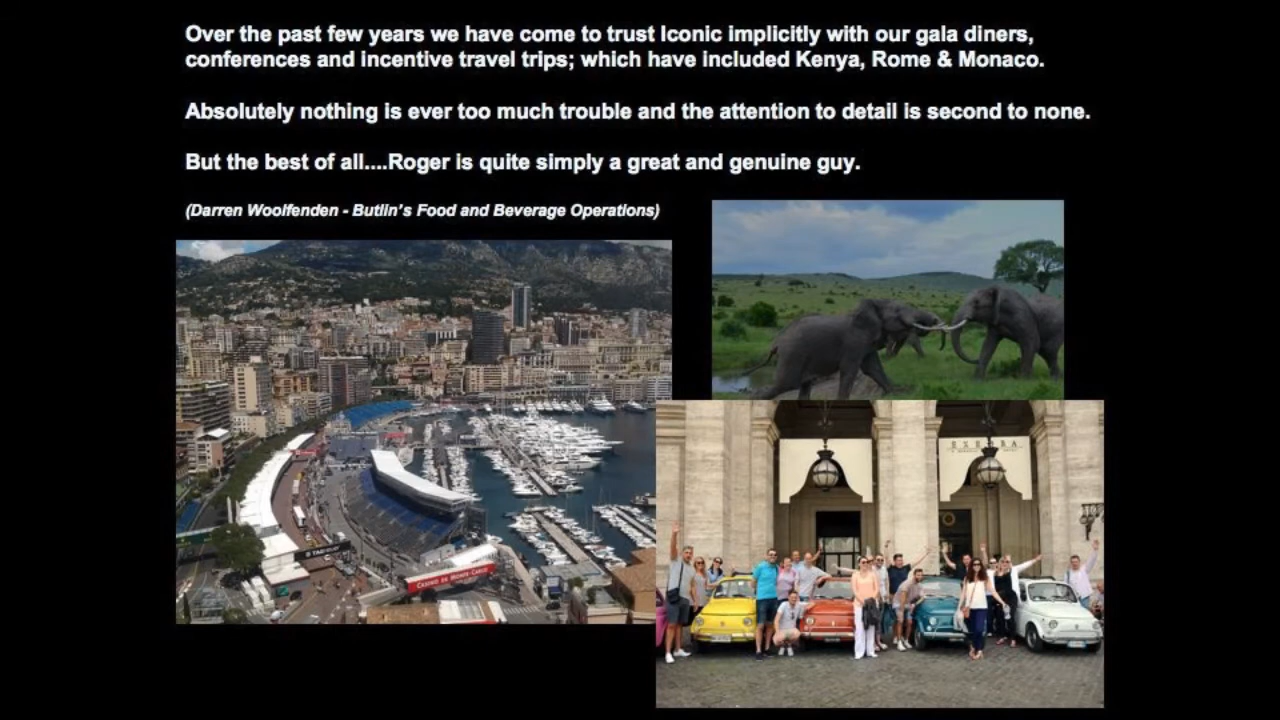 Over the past few years we have come to trust Iconic implicitly with our gala diners,
conferences and incentive travel trips; which have included Kenya, Rome & Monaco.
Absolutely nothing is ever too much trouble and the attention to detail is second to none.
But the best of all....Roger is quite simply a great and genuine guy.
(Darren Woolfenden - Butlin's Food and Beverage Operations)
EXEDRA
TAG HEUER
CASINO DE MONTE-CARLO